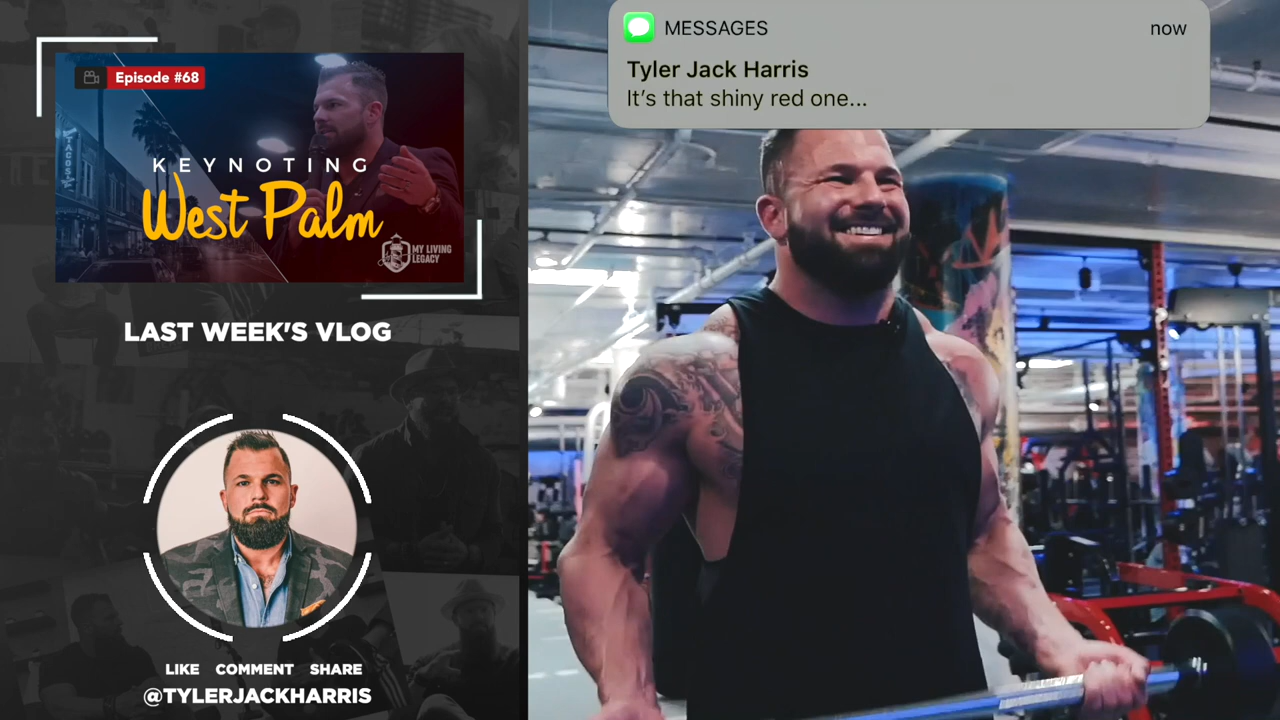 Episode #68
KEYNOTING
West Palm
MY LIVING
LEGACY
LAST WEEK'S VLOG
LIKE COMMENT SHARE
@TYLERJACKHARRIS
MESSAGES now
Tyler Jack Harris
It's that shiny red one...